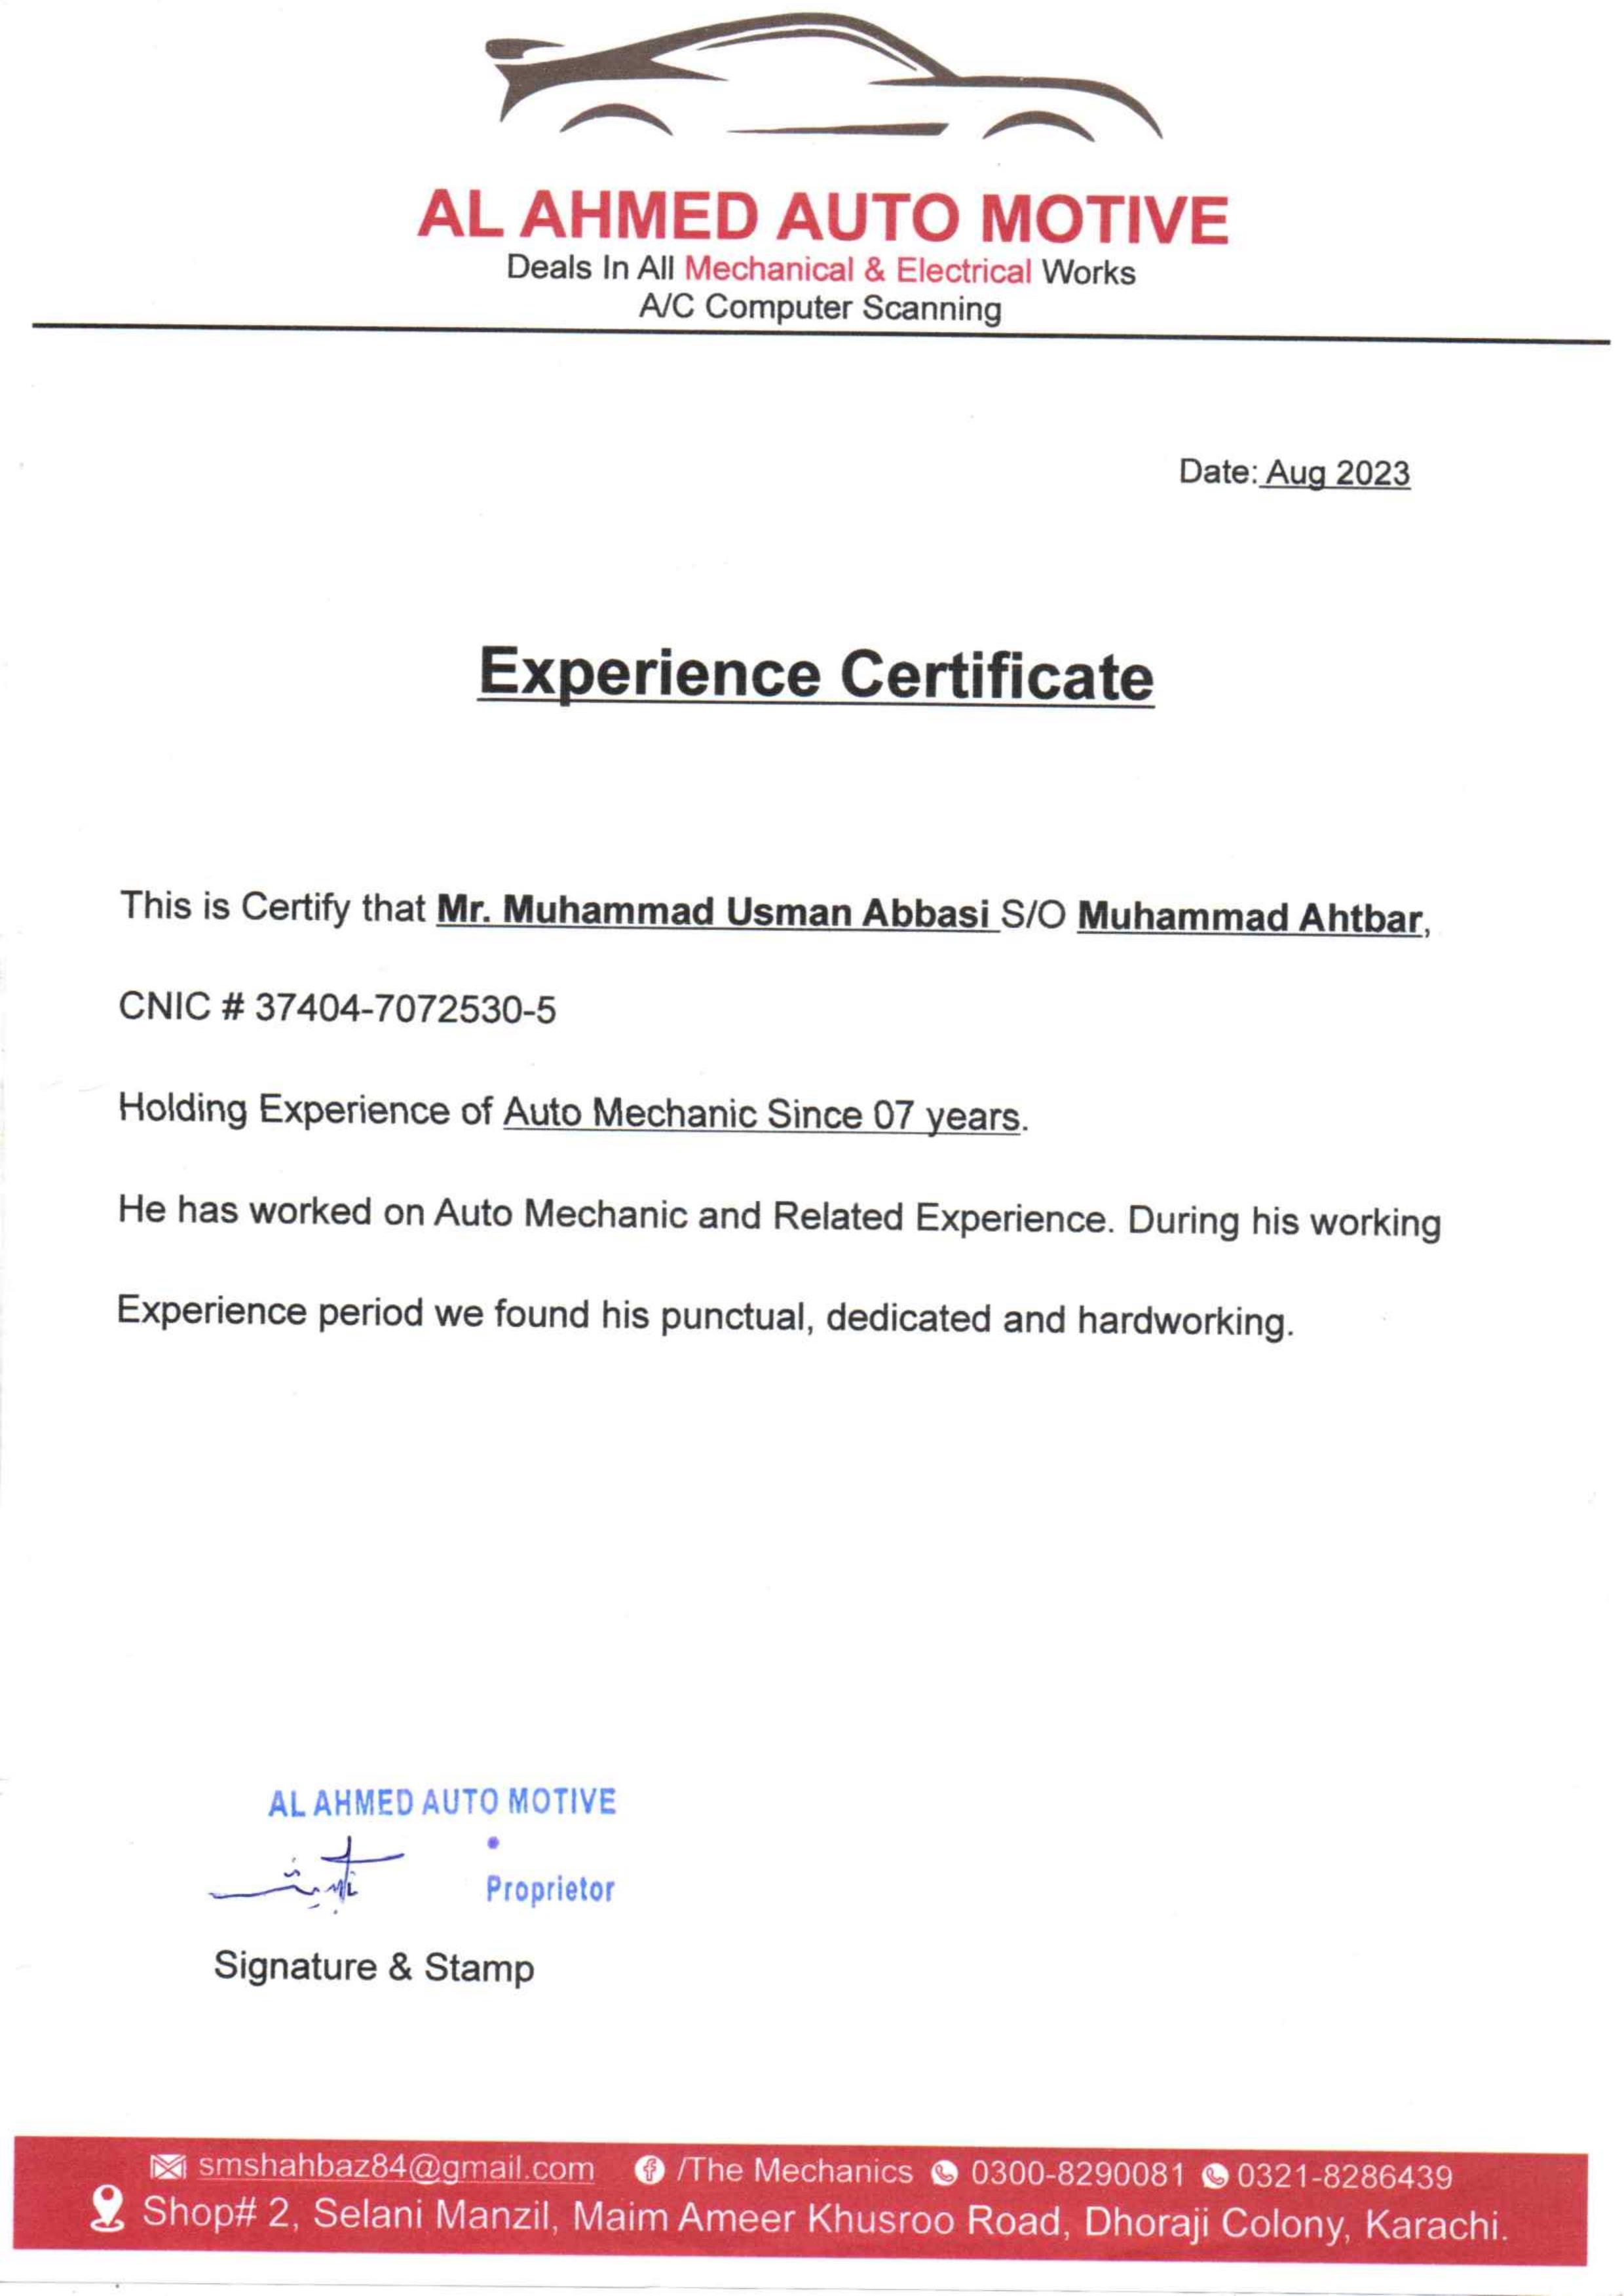 AL AHMED AUTO MOTIVE
Deals In All Mechanical & Electrical Works
A/C Computer Scanning
Date: Aug 2023
Experience Certificate
This is Certify that Mr. Muhammad Usman Abbasi S/O Muhammad Ahtbar,
CNIC # 37404-7072530-5
Holding Experience of Auto Mechanic Since 07 years.
He has worked on Auto Mechanic and Related Experience. During his working
Experience period we found his punctual, dedicated and hardworking.
AL AHMED AUTO MOTIVE
Proprietor
Signature & Stamp
smshahbaz84@gmail.com /The Mechanics 0300-8290081 0321-8286439
Shop# 2, Selani Manzil, Maim Ameer Khusroo Road, Dhoraji Colony, Karachi.